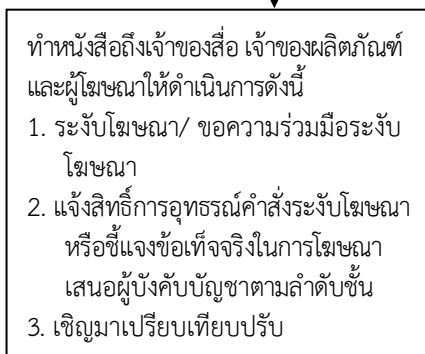 ทำหนังสือถึงเจ้าของสื่อ เจ้าของผลิตภัณฑ์
และผู้โฆษณาให้ดำเนินการดังนี้
1. ระงับโฆษณา/ ขอความร่วมมือระงับ
โฆษณา
2. แจ้งสิทธิ์การอุทธรณ์คำสั่งระงับโฆษณา
หรือชี้แจงข้อเท็จจริงในการโฆษณา
เสนอผู้บังคับบัญชาตามลำดับชั้น
3. เชิญมาเปรียบเทียบปรับ